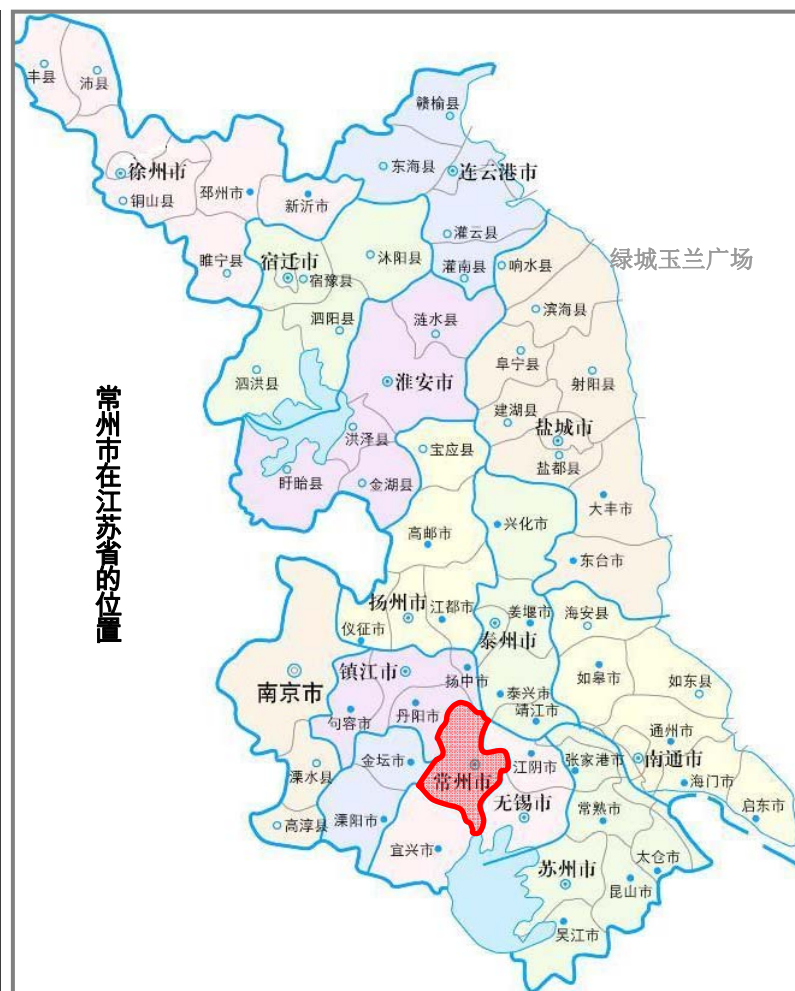 丰县
沛县
赣榆县
徐州市
东海县
连云港市
铜山县
邳州市
新沂市
灌云县
睢宁县
宿迁市
宿豫县
沭阳县
灌南县
响水县
绿城玉兰广场
泗阳县
涟水县
滨海县
泗洪县
淮安市
阜宁县
射阳县
建湖县
盐城市
常州市在江苏省的位置
洪泽县
宝应县
盐都县
盱眙县
金湖县
大丰市
高邮市
兴化市
东台市
扬州市
江都市
姜堰市
海安县
仪征市
泰州市
南京市
镇江市
扬中市
如皋市
如东县
句容市
丹阳市
泰兴市
靖江市
通州市
溧水县
金坛市
常州市
江阴市
张家港市
南通市
海门市
高淳县
溧阳市
无锡市
常熟市
启东市
宜兴市
苏州市
太仓市
昆山市
吴江市